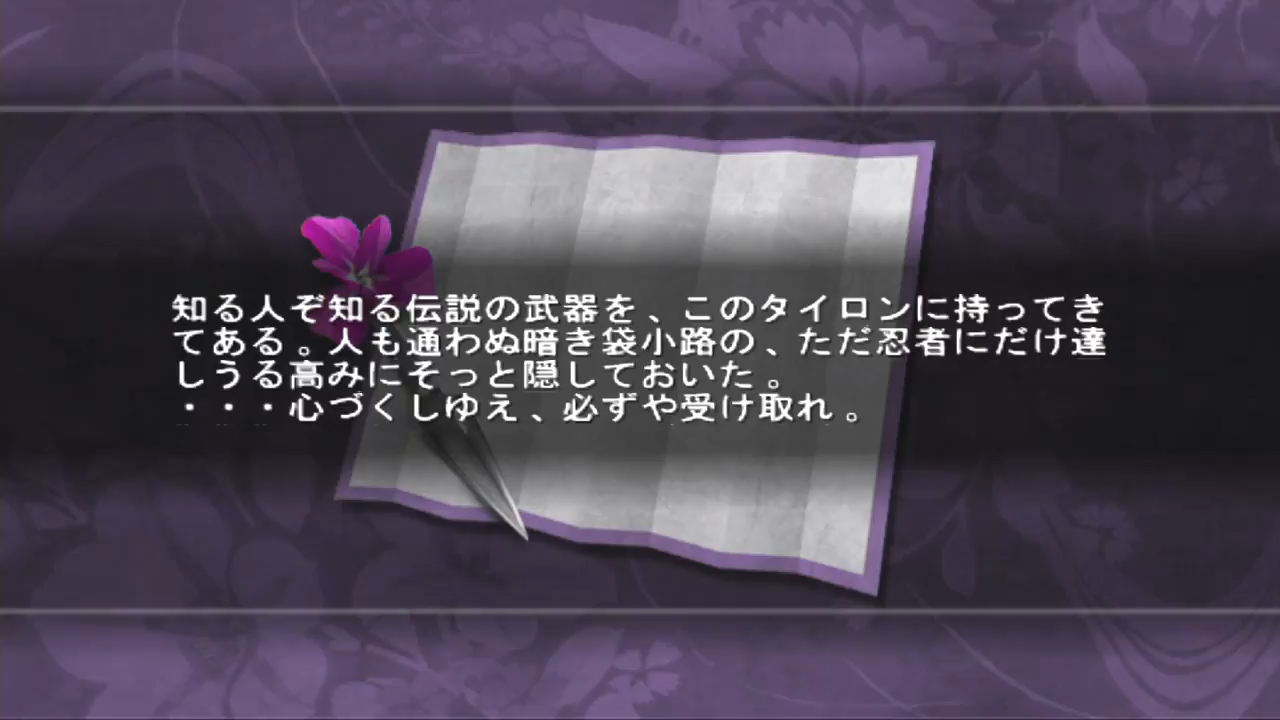 知る人ぞ知る伝説の武器を、このタイロンに持ってき
てある。人も通わぬ暗き袋小路の、ただ忍者にだけ達
しうる高みにそっと隠しておいた。
・・・心づくしゆえ、必ずや受け取れ。